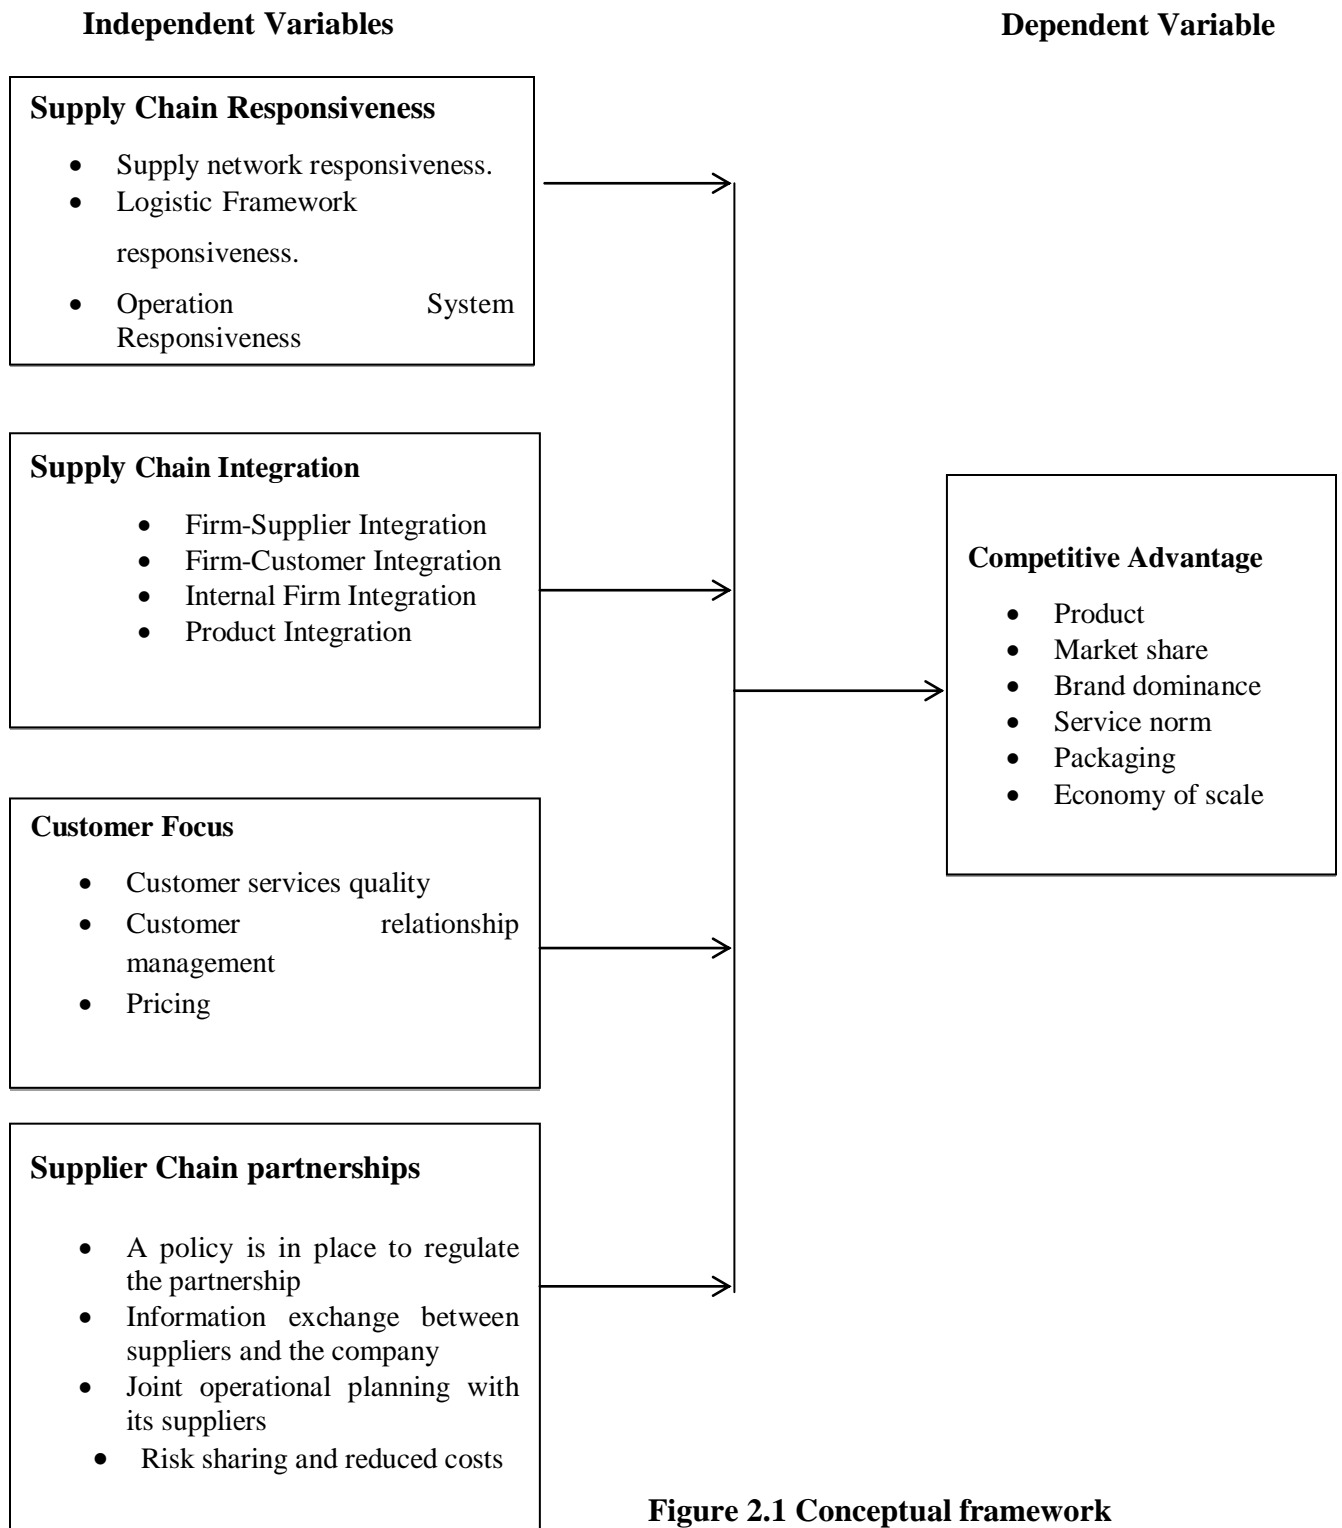 Independent Variables
Dependent Variable
Supply Chain Responsiveness
• Supply network responsiveness.
• Logistic Framework
responsiveness.
• Operation System
Responsiveness
Supply Chain Integration
• Firm-Supplier Integration
• Firm-Customer Integration
• Internal Firm Integration
• Product Integration
Customer Focus
• Customer services quality
• Customer relationship
management
• Pricing
Supplier Chain partnerships
• A policy is in place to regulate
the partnership
• Information exchange between
suppliers and the company
• Joint operational planning with
its suppliers
• Risk sharing and reduced costs
Competitive Advantage
• Product
• Market share
• Brand dominance
• Service norm
• Packaging
• Economy of scale
Figure 2.1 Conceptual framework